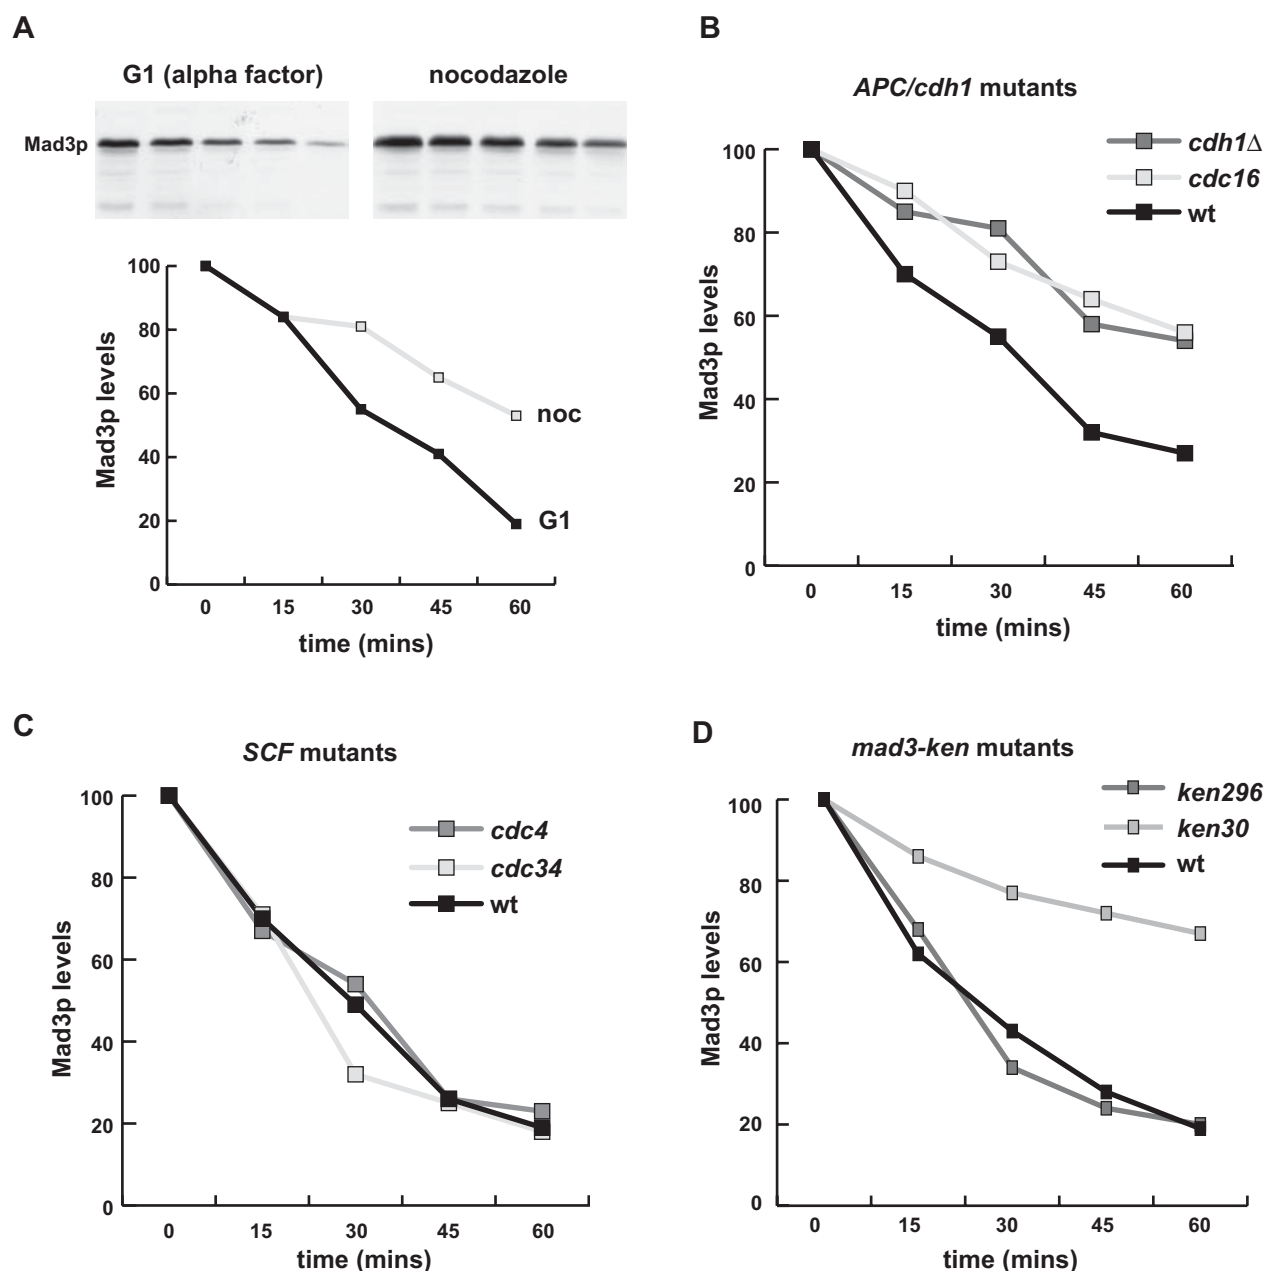 A
G1 (alpha factor)
nocodazole
Mad3p
100
80
60
40
20
0
Mad3p levels
noc
G1
0 15 30 45 60
time (mins)
B
APC/cdh1 mutants
cdh1Δ
cdc16
wt
100
80
60
40
20
0
Mad3p levels
0 15 30 45 60
time (mins)
C
SCF mutants
cdc4
cdc34
wt
100
80
60
40
20
0
Mad3p levels
0 15 30 45 60
time (mins)
D
mad3-ken mutants
ken296
ken30
wt
100
80
60
40
20
0
Mad3p levels
0 15 30 45 60
time (mins)